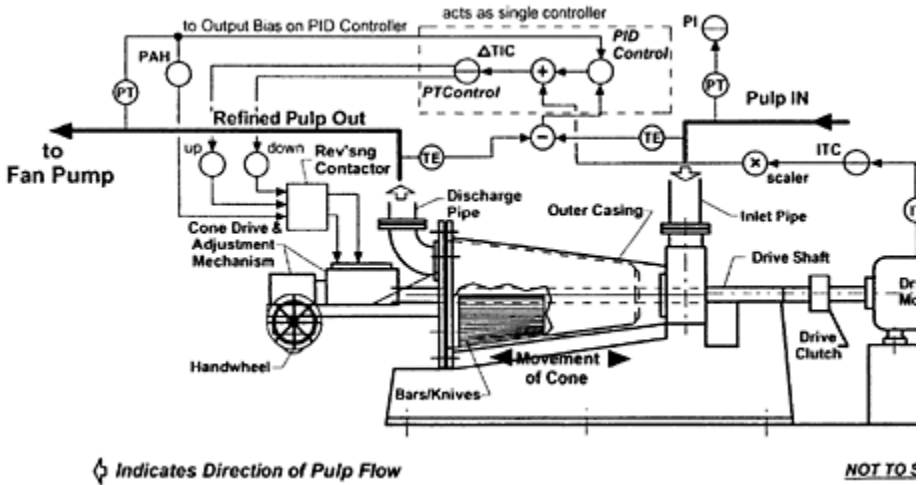 to Output Bias on PID Controller
acts as single controller
PAH
ΔTIC
PID
Control
PI
PT
PTControl
+
PT
Pulp IN
Refined Pulp Out
−
TE
TE
ITC
to
Fan Pump
up
down
Rev'sng
Contactor
×
scaler
Discharge
Pipe
Outer Casing
Inlet Pipe
Cone Drive &
Adjustment
Mechanism
Drive Shaft
Handwheel
Drive
Clutch
Movement
of Cone
Bars/Knives
Indicates Direction of Pulp Flow
NOT TO S